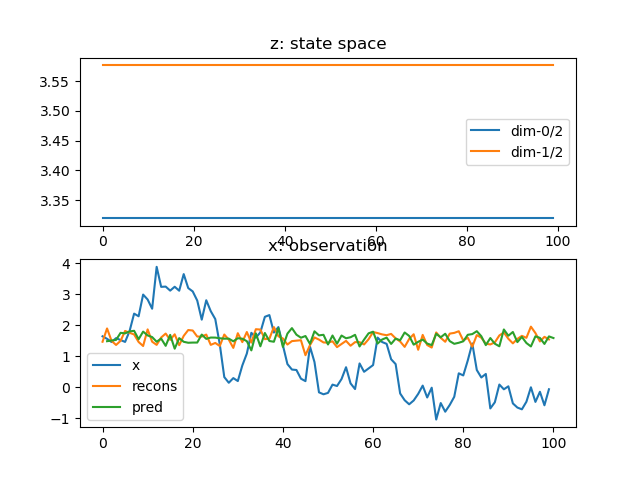 z: state space
3.55
3.50
3.45
3.40
3.35
dim-0/2
dim-1/2
0 20 40 60 80 100
x: observation
4
3
2
1
0
−1
x
recons
pred
0 20 40 60 80 100